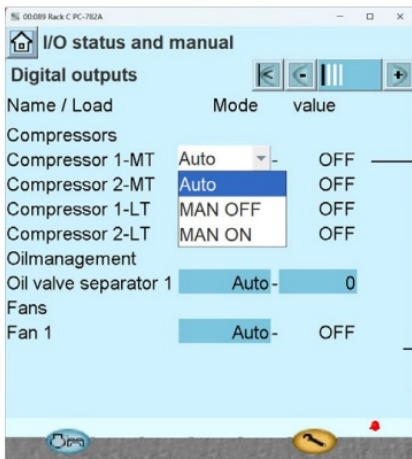 00:089 Rack C PC-782A
I/O status and manual
Digital outputs
Name / Load Mode value
Compressors
Compressor 1-MT Auto - OFF
Compressor 2-MT Auto OFF
Compressor 1-LT MAN OFF OFF
Compressor 2-LT MAN ON OFF
Oilmanagement
Oil valve separator 1 Auto - 0
Fans
Fan 1 Auto - OFF